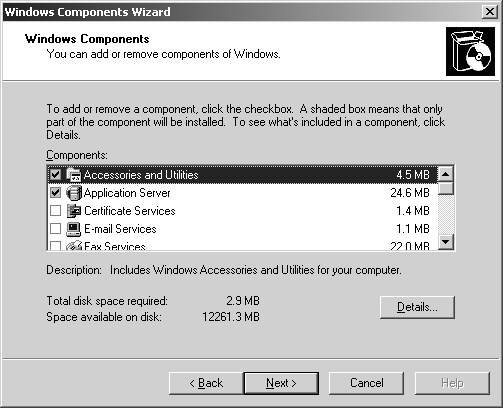 Windows Components Wizard
Windows Components
You can add or remove components of Windows.
To add or remove a component, click the checkbox. A shaded box means that only
part of the component will be installed. To see what's included in a component, click
Details.
Components:
Accessories and Utilities 4.5 MB
Application Server 24.6 MB
Certificate Services 1.4 MB
E-mail Services 1.1 MB
Fax Services 22.0 MB
Description: Includes Windows Accessories and Utilities for your computer.
Total disk space required: 2.9 MB
Space available on disk: 12261.3 MB
Details...
< Back Next > Cancel Help